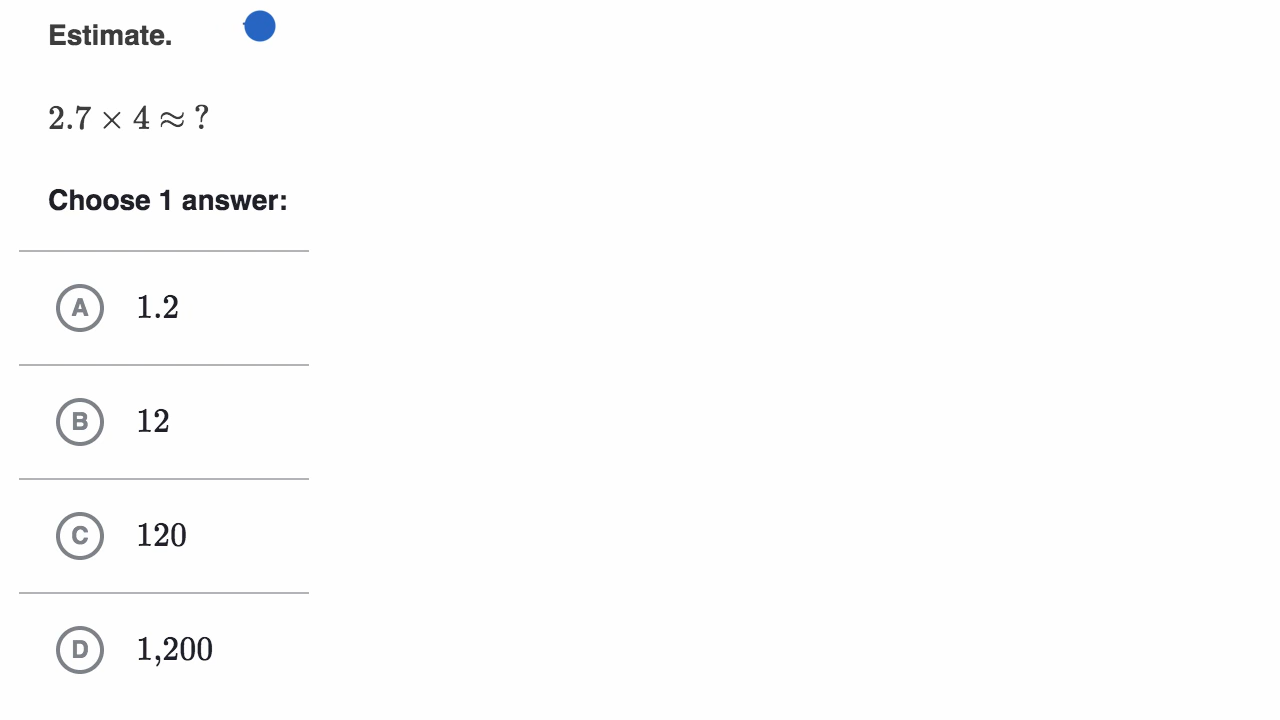 Estimate.
2.7 × 4 ≈ ?
Choose 1 answer:
A 1.2
B 12
C 120
D 1,200